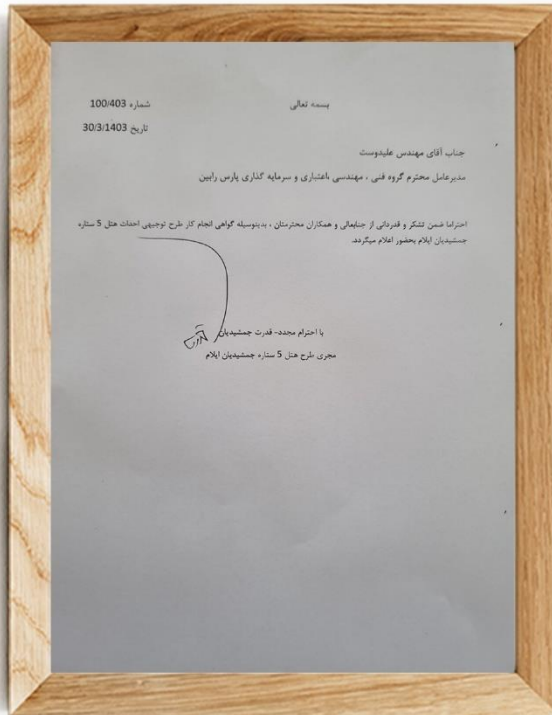 بسمه تعالی
شماره 100/403
تاریخ 30/3/1403
جناب آقای مهندس علیدوست
مدیرعامل محترم گروه فنی ، مهندسی ،اعتباری و سرمایه گذاری پارس رابین
احتراما ضمن تشکر و قدردانی از جنابعالی و همکاران محترمتان ، بدینوسیله گواهی انجام کار طرح توجیهی احداث هتل 5 ستاره
جمشیدیان ایلام بحضور اعلام میگردد.
با احترام مجدد- قدرت جمشیدیان
مجری طرح هتل 5 ستاره جمشیدیان ایلام